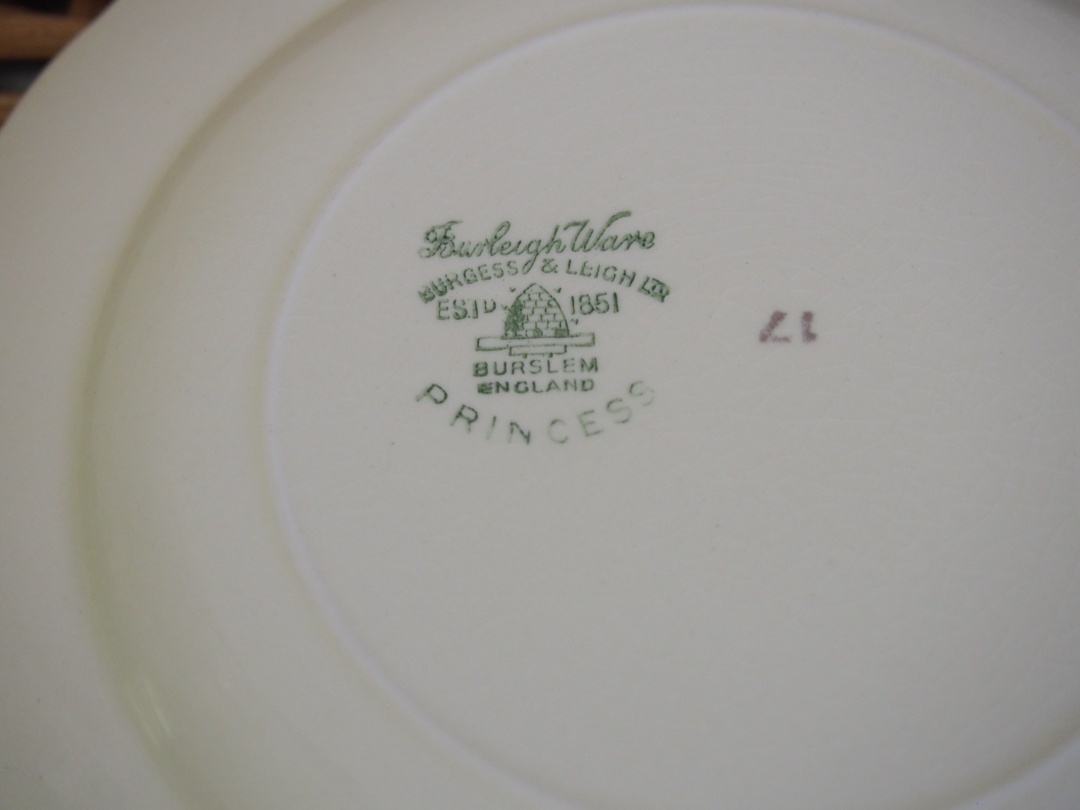 Burleigh Ware
BURGESS & LEIGH LTD
ESTD 1851
BURSLEM
ENGLAND
PRINCESS
17